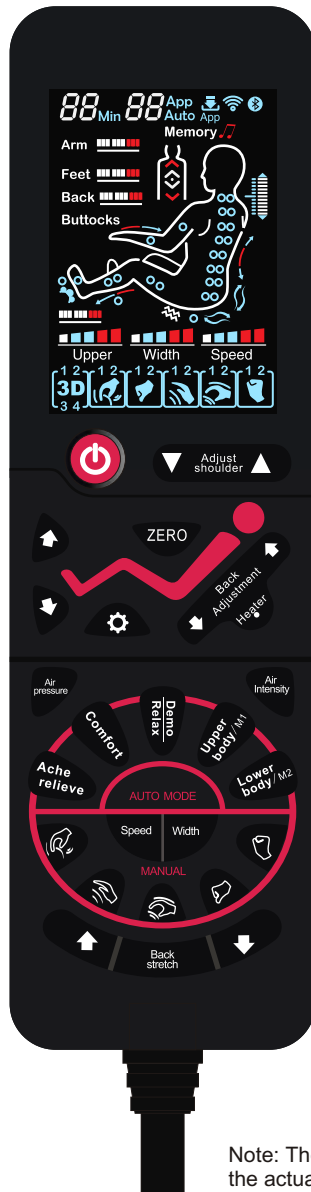 88 Min 88 App Auto App
Memory
Arm
Feet
Back
Buttocks
Upper Width Speed
1 2 1 2 1 2 1 2 1 2 1 2
3D
3 4
Adjust
shoulder
ZERO
Back
Adjustment
Heater
Air
pressure
Air
Intensity
Ache
relieve
Comfort
Demo
Relax
Upper
body/M1
Lower
body/M2
AUTO MODE
Speed Width
MANUAL
Back
stretch
Note: Th
the actua